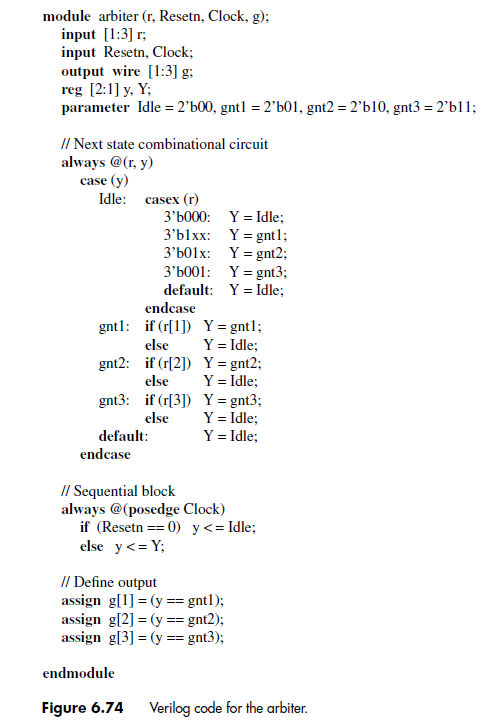 module arbiter (r, Resetn, Clock, g);
input [1:3] r;
input Resetn, Clock;
output wire [1:3] g;
reg [2:1] y, Y;
parameter Idle = 2’b00, gnt1 = 2’b01, gnt2 = 2’b10, gnt3 = 2’b11;
// Next state combinational circuit
always @(r, y)
case (y)
Idle: casex (r)
3’b000: Y = Idle;
3’b1xx: Y = gnt1;
3’b01x: Y = gnt2;
3’b001: Y = gnt3;
default: Y = Idle;
endcase
gnt1: if (r[1]) Y = gnt1;
else Y = Idle;
gnt2: if (r[2]) Y = gnt2;
else Y = Idle;
gnt3: if (r[3]) Y = gnt3;
else Y = Idle;
default: Y = Idle;
endcase
// Sequential block
always @(posedge Clock)
if (Resetn == 0) y <= Idle;
else y <= Y;
// Define output
assign g[1] = (y == gnt1);
assign g[2] = (y == gnt2);
assign g[3] = (y == gnt3);
endmodule
Figure 6.74 Verilog code for the arbiter.